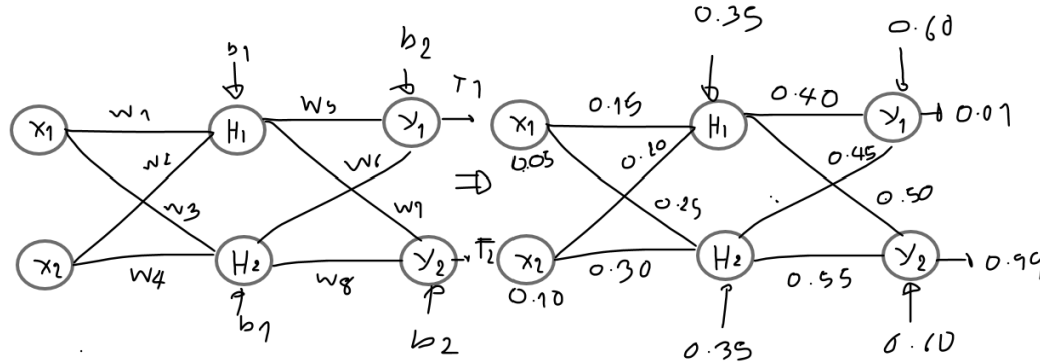 b1 b2 T1
x1 w1 H1 w5 y1
w2 w6
w3 w7
x2 w4 H2 w8 y2 T2
b1 b2
⇒
0.35 0.60
x1 0.15 H1 0.40 y1 0.01
0.05 0.20 0.45
0.25 0.50
x2 0.30 H2 0.55 y2 0.99
0.10 0.35 0.60